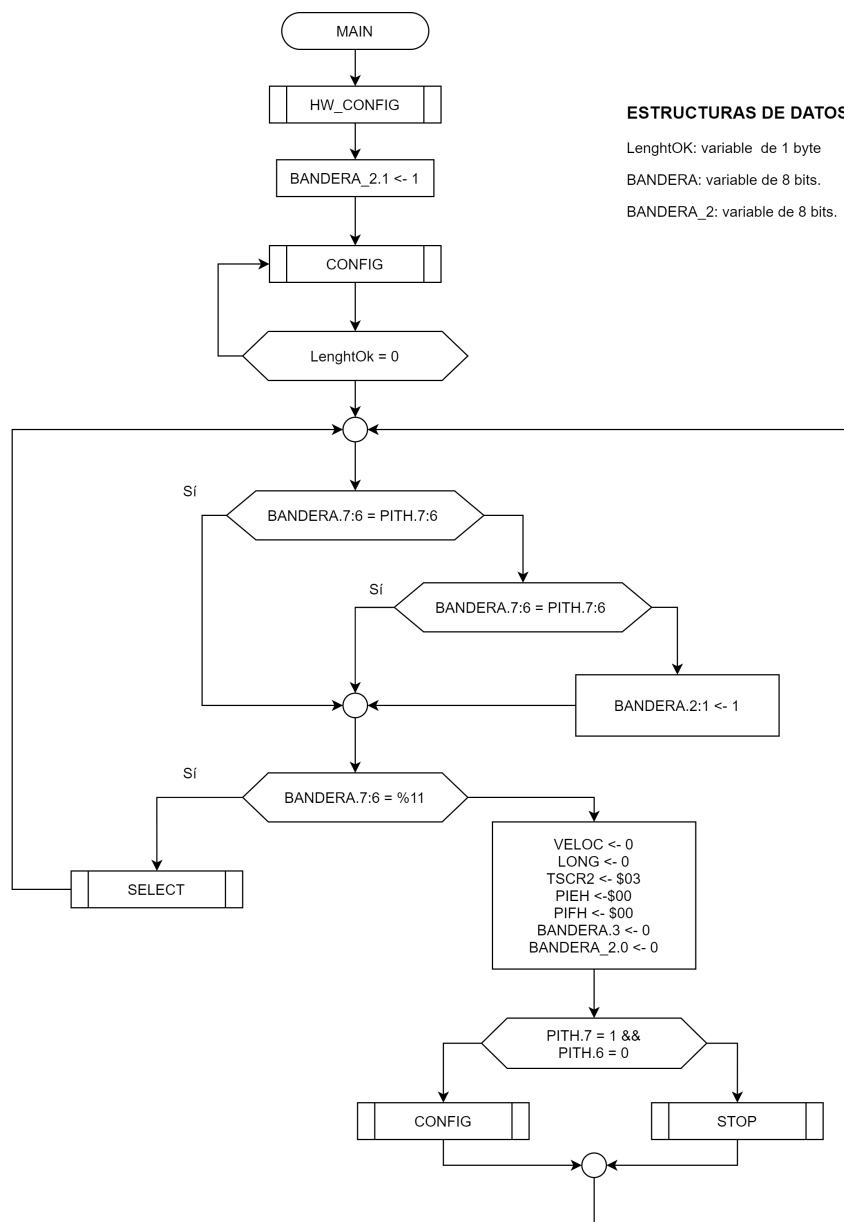 MAIN
HW_CONFIG
ESTRUCTURAS DE DATOS
LenghtOK: variable de 1 byte
BANDERA_2.1 <- 1
BANDERA: variable de 8 bits.
BANDERA_2: variable de 8 bits.
CONFIG
LenghtOk = 0
Sí
BANDERA.7:6 = PITH.7:6
Sí
BANDERA.7:6 = PITH.7:6
BANDERA.2:1 <- 1
Sí
BANDERA.7:6 = %11
VELOC <- 0
LONG <- 0
TSCR2 <- $03
PIEH <-$00
PIFH <- $00
BANDERA.3 <- 0
BANDERA_2.0 <- 0
SELECT
PITH.7 = 1 &&
PITH.6 = 0
CONFIG
STOP